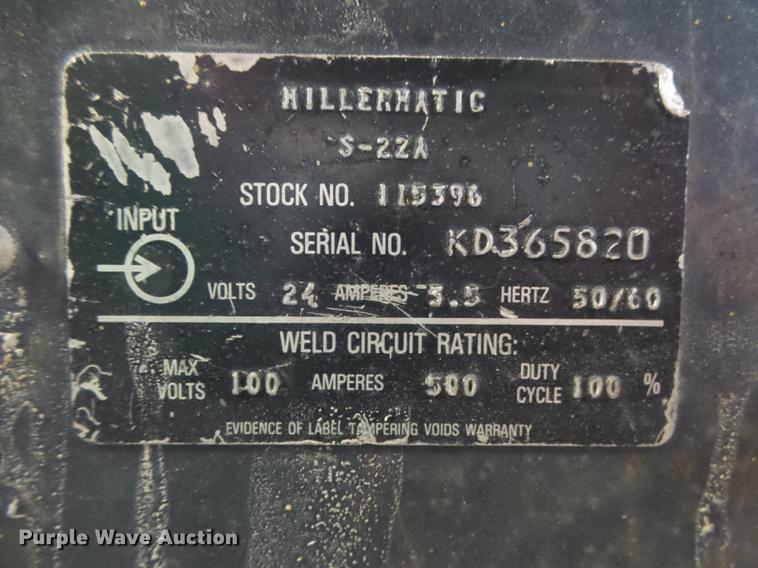 MILLERMATIC
S-22A
STOCK NO. 115396
INPUT
SERIAL NO. KD365820
VOLTS 24 AMPERES 3.5 HERTZ 50/60
WELD CIRCUIT RATING:
MAX VOLTS 100 AMPERES 500 DUTY CYCLE 100 %
EVIDENCE OF LABEL TAMPERING VOIDS WARRANTY
Purple Wave Auction